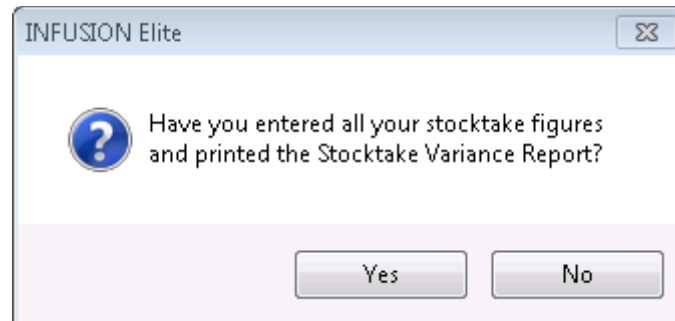 INFUSION Elite
Have you entered all your stocktake figures
and printed the Stocktake Variance Report?
Yes No